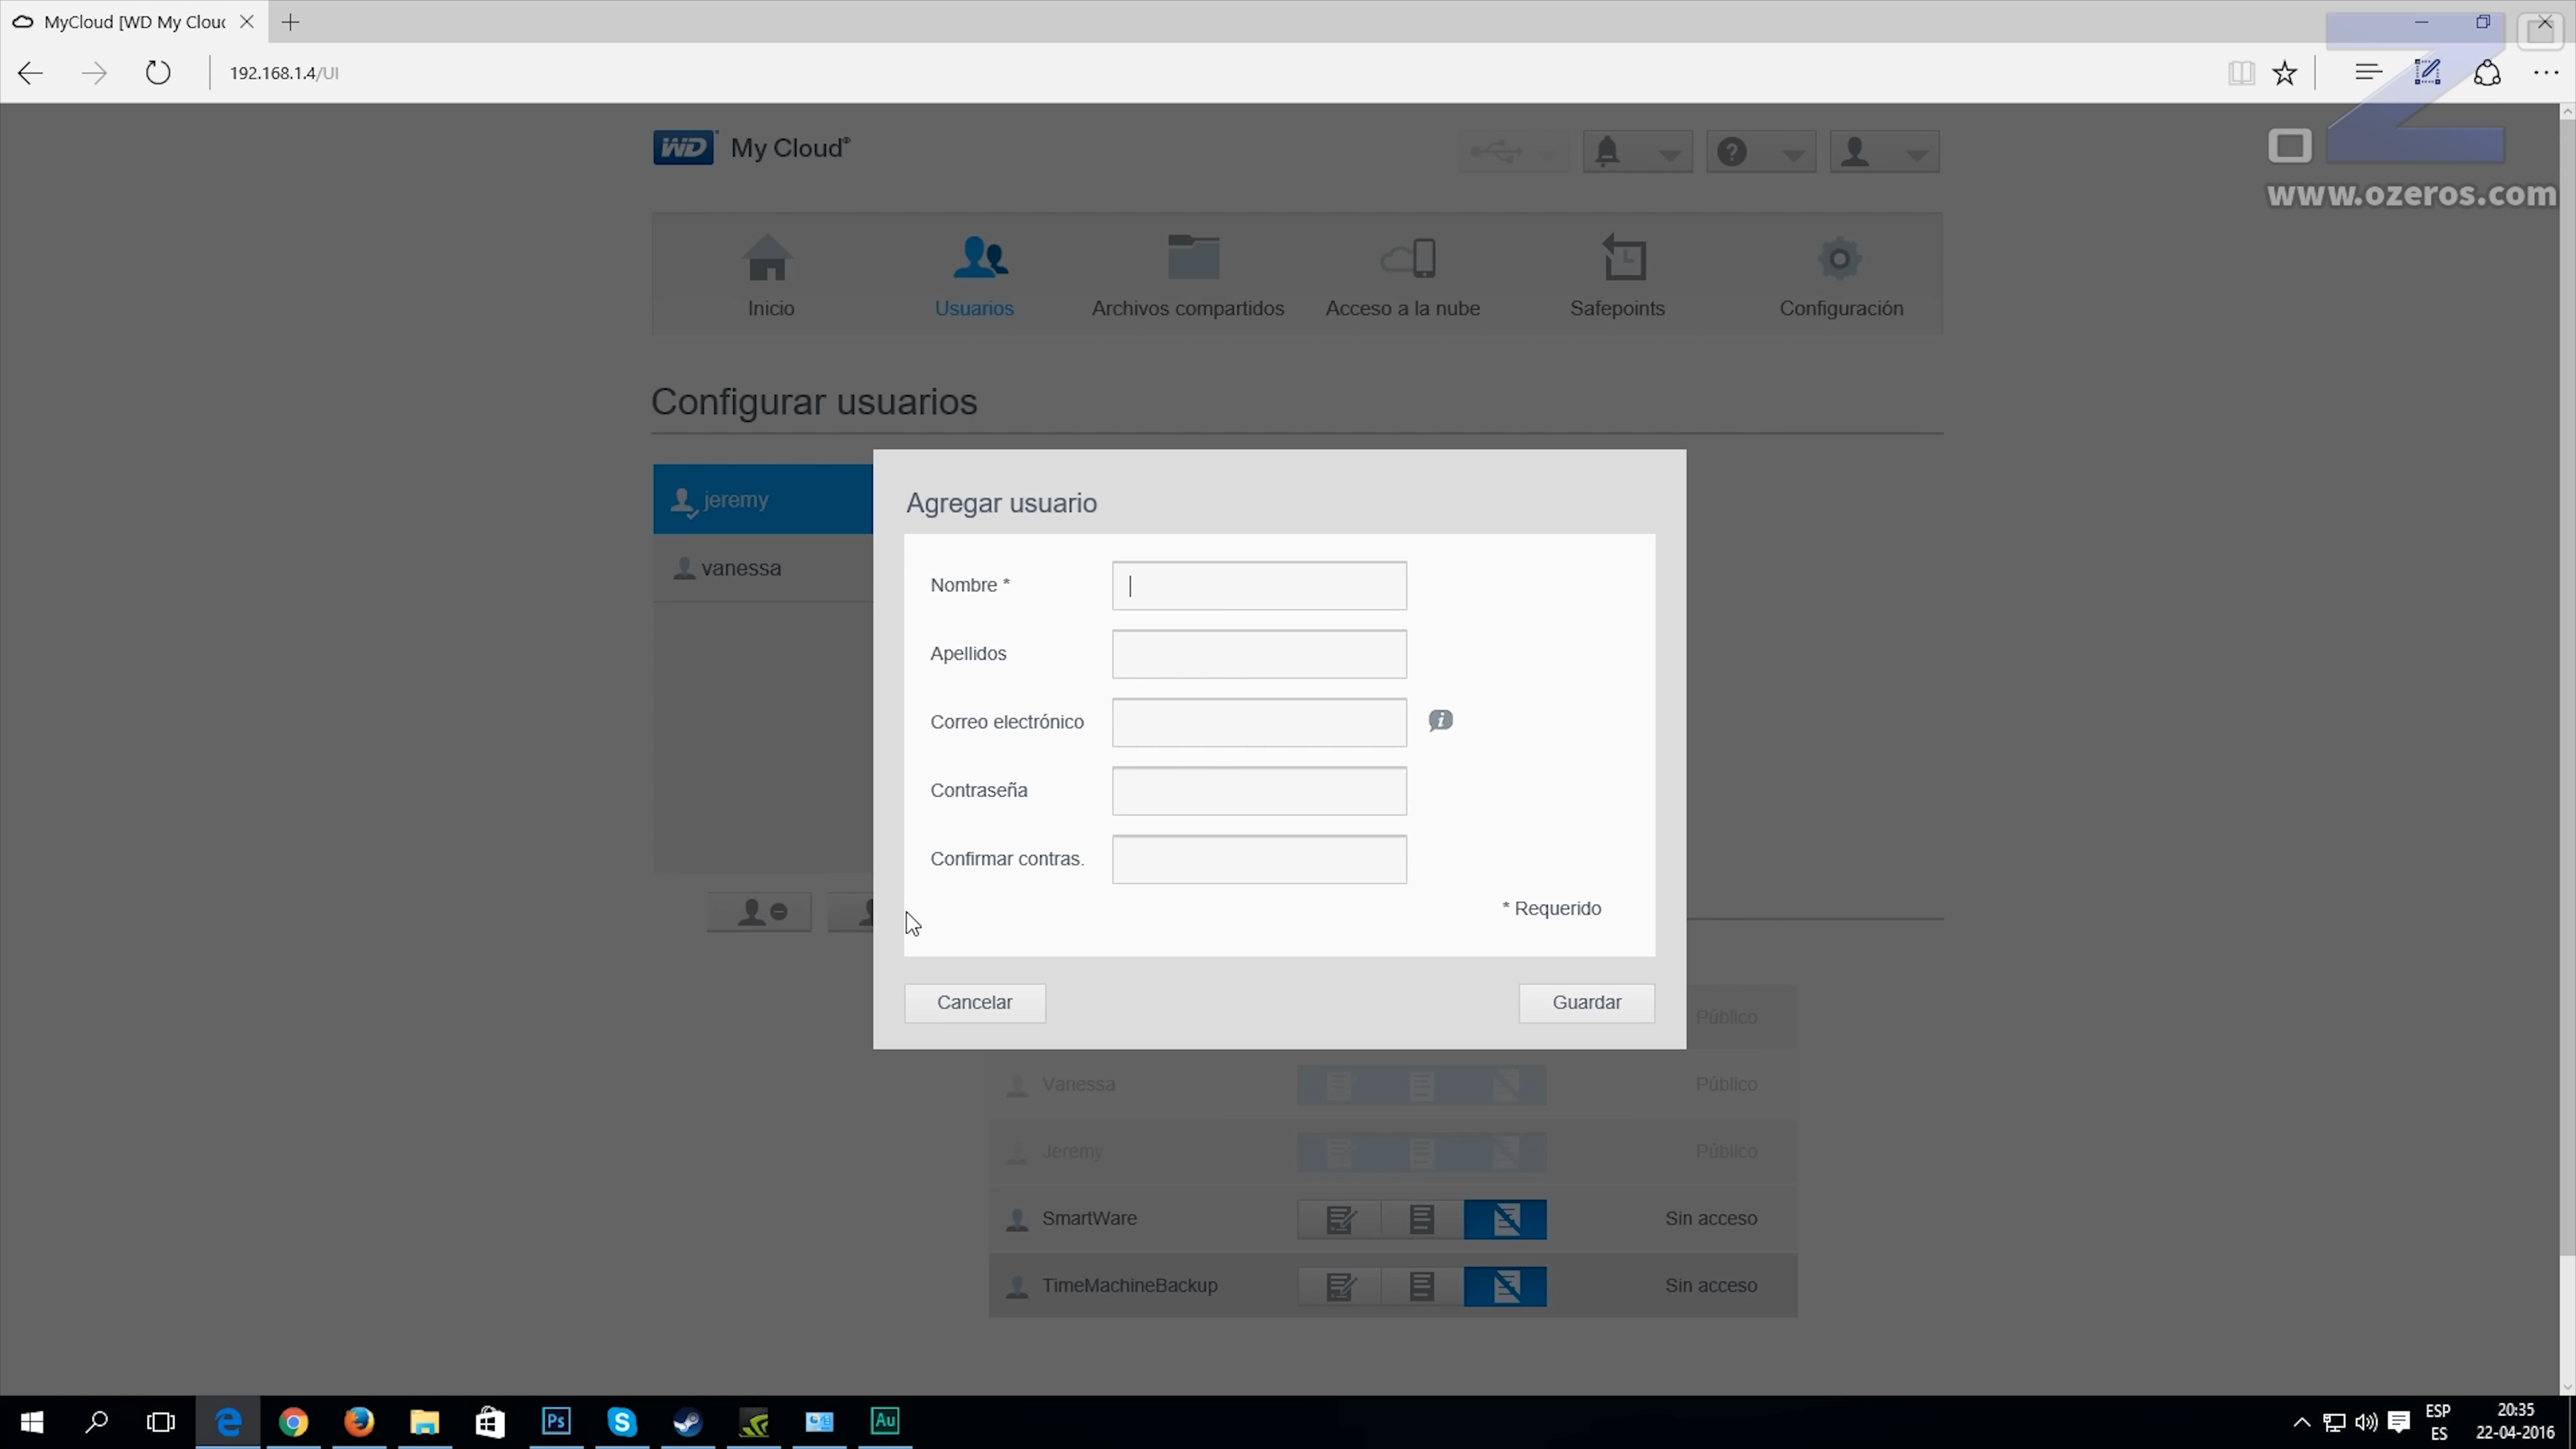 MyCloud [WD My Clou
192.168.1.4/UI
www.ozeros.com
WD My Cloud®
Inicio
Usuarios
Archivos compartidos
Acceso a la nube
Safepoints
Configuración
Configurar usuarios
jeremy
vanessa
Agregar usuario
Nombre *
Apellidos
Correo electrónico
Contraseña
Confirmar contras.
* Requerido
Cancelar
Guardar
Público
Vanessa
Público
Jeremy
Público
SmartWare
Sin acceso
TimeMachineBackup
Sin acceso
Ps
Au
ESP
ES
20:35
22-04-2016